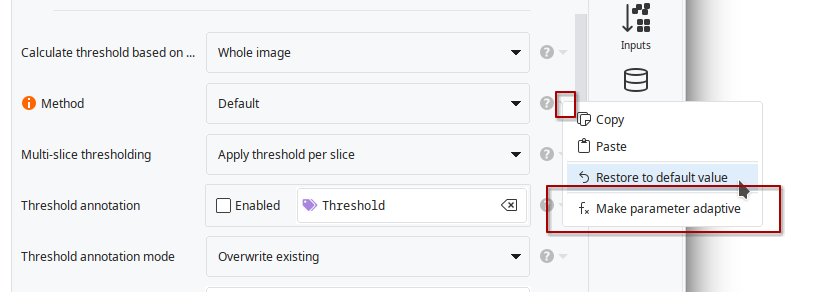 Calculate threshold based on ...
Whole image
Inputs
Method
Default
Copy
Multi-slice thresholding
Apply threshold per slice
Paste
Restore to default value
Threshold annotation
Enabled
Threshold
Make parameter adaptive
Threshold annotation mode
Overwrite existing